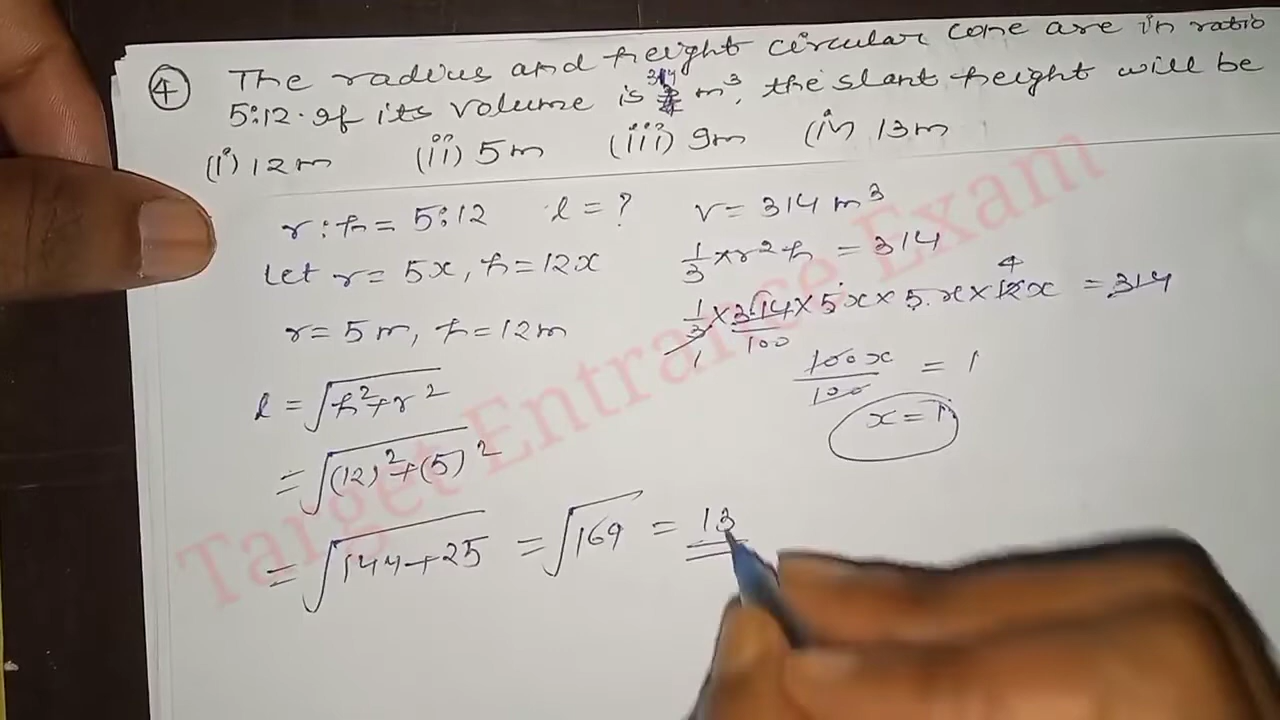 ④ The radius and height circular cone are in ratio
5:12. If its volume is 314 m³, the slant height will be
(i) 12m (ii) 5m (iii) 9m (iv) 13m
r:h = 5:12 l = ? V = 314 m³
1/3 πr²h = 314
Let r = 5x, h = 12x
1/3 × 314/100 × 5x × 5x × 12x = 314
4
1
r = 5m, h = 12m
100x/100 = 1
x = 1
l = √h²+r²
= √(12)²+(5)²
= √144+25 = √169 = 13
Target Entrance Exam